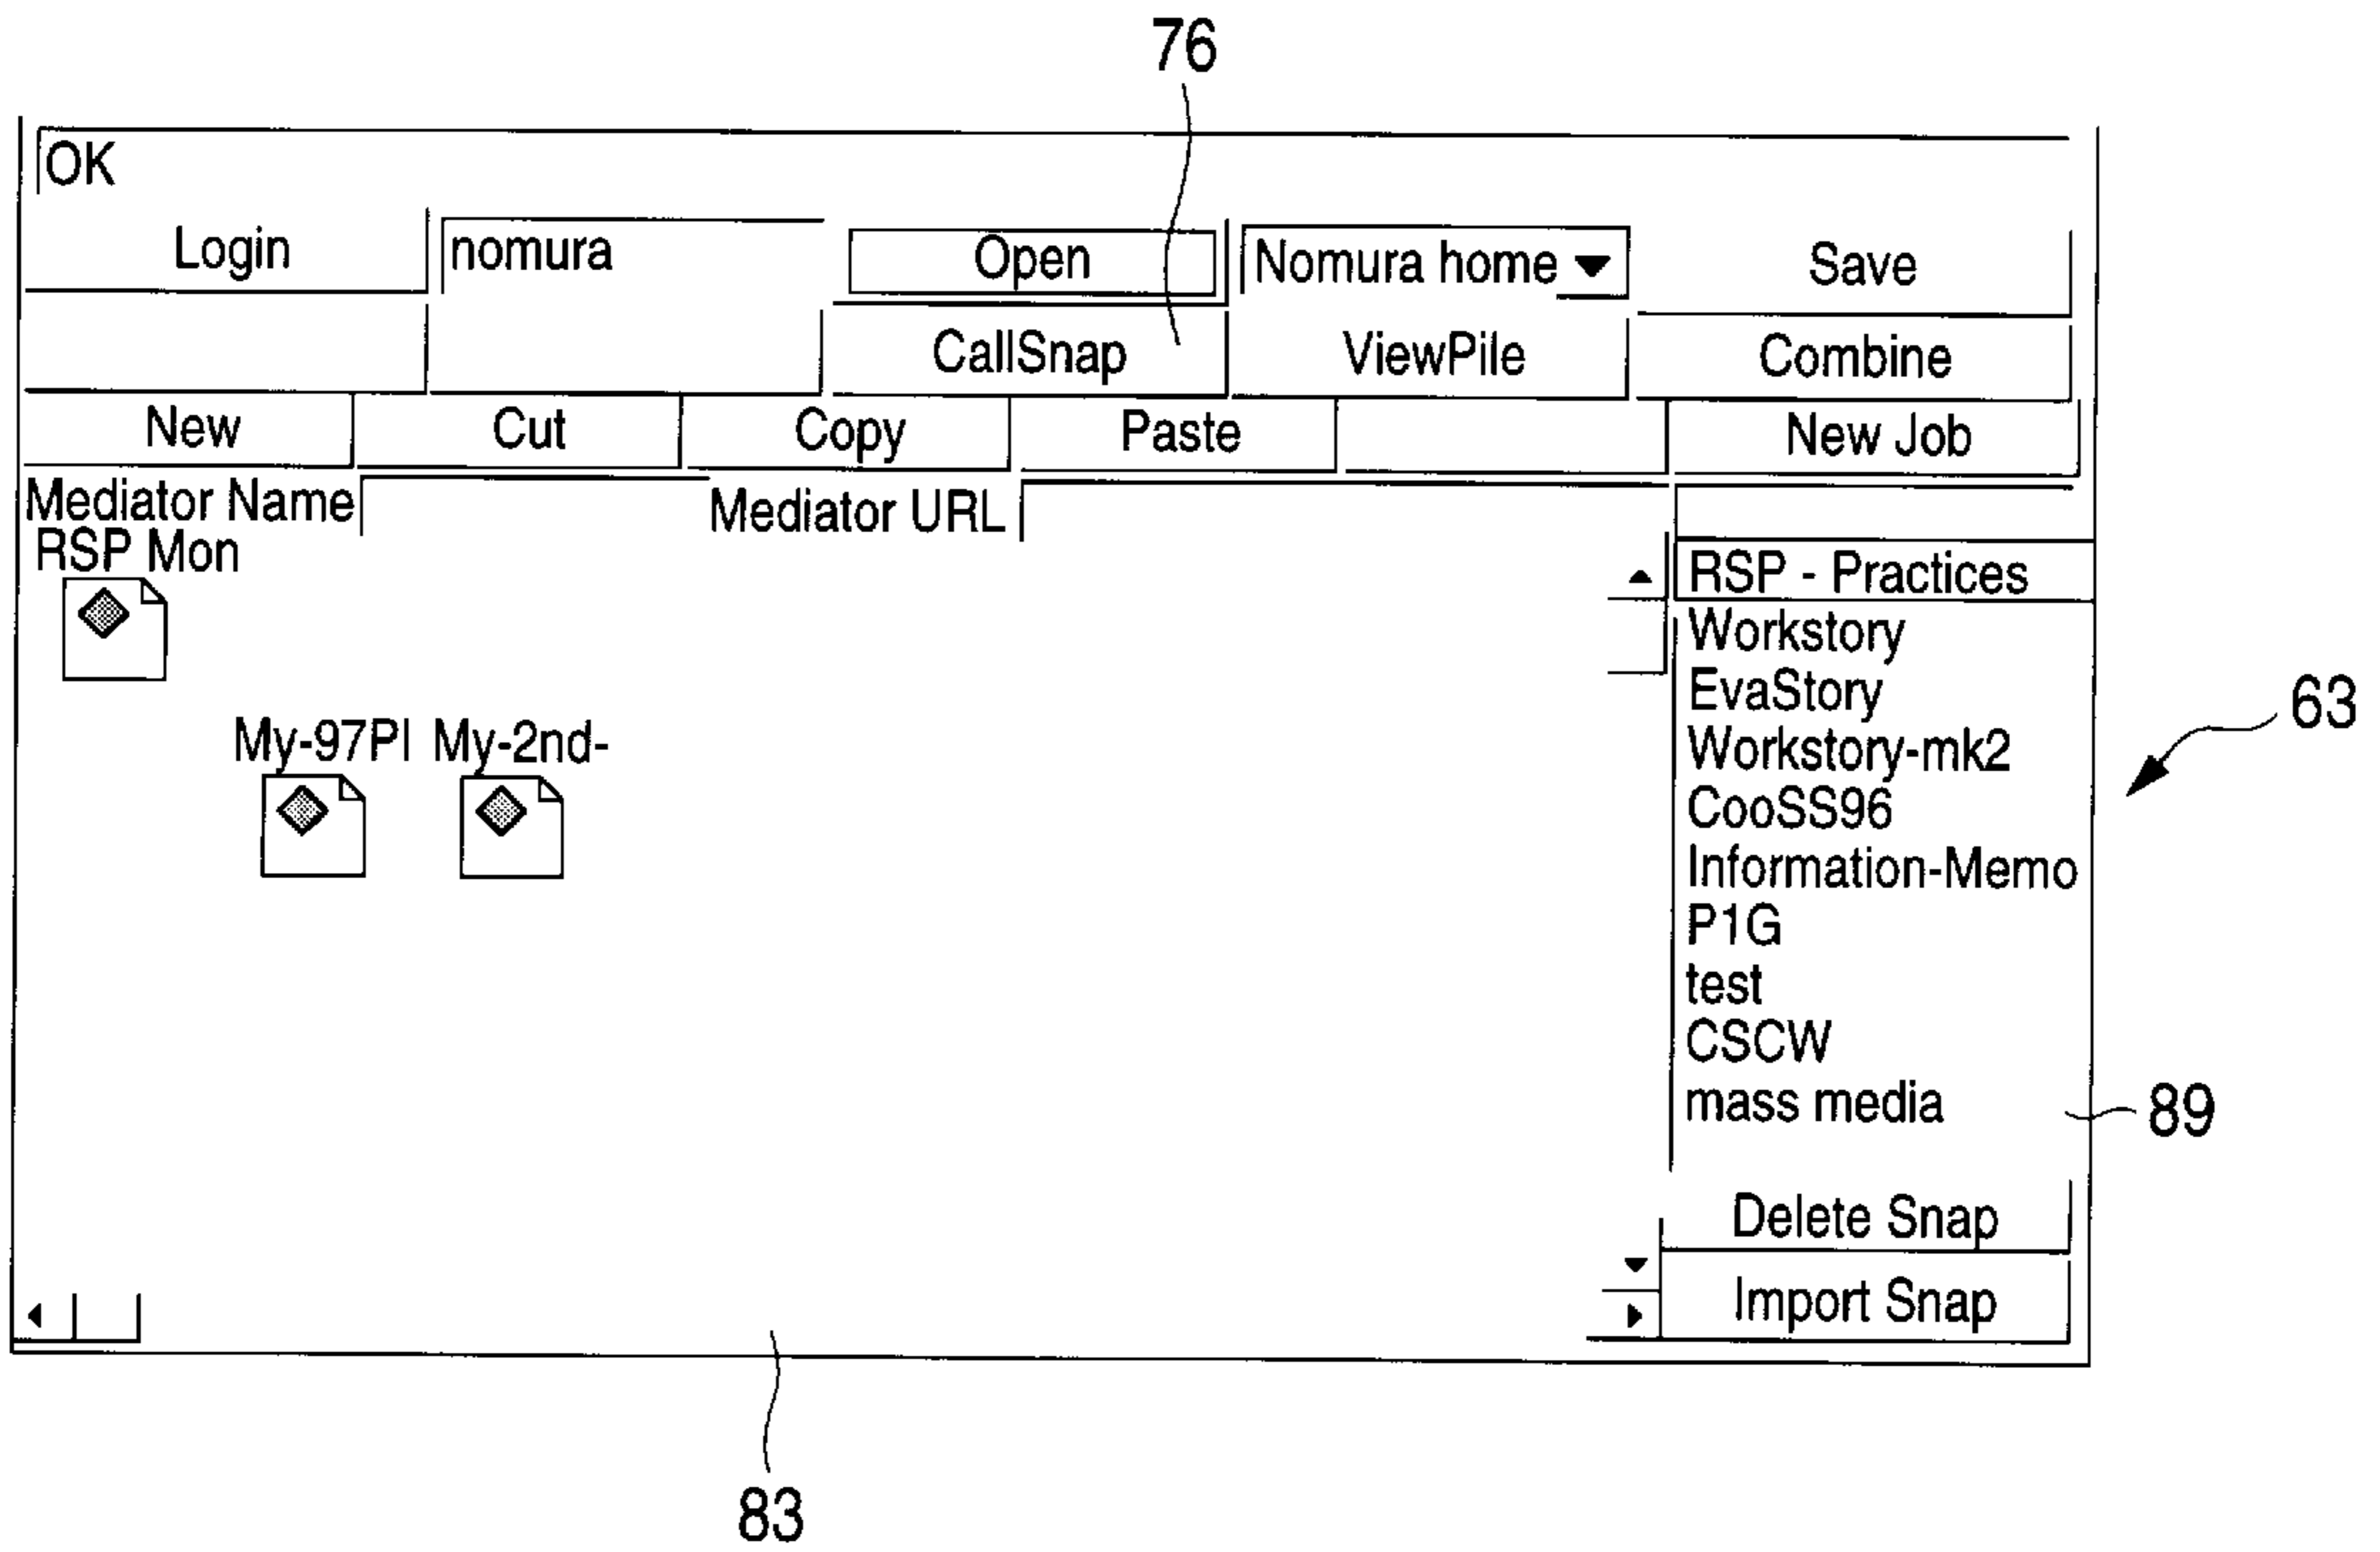 76
OK
Login nomura Open Nomura home Save
CallSnap ViewPile Combine
New Cut Copy Paste New Job
Mediator Name Mediator URL
RSP Mon
My-97Pl My-2nd-
RSP - Practices
Workstory
EvaStory
Workstory-mk2
CooSS96
Information-Memo
P1G
test
CSCW
mass media
Delete Snap
Import Snap
63
89
83